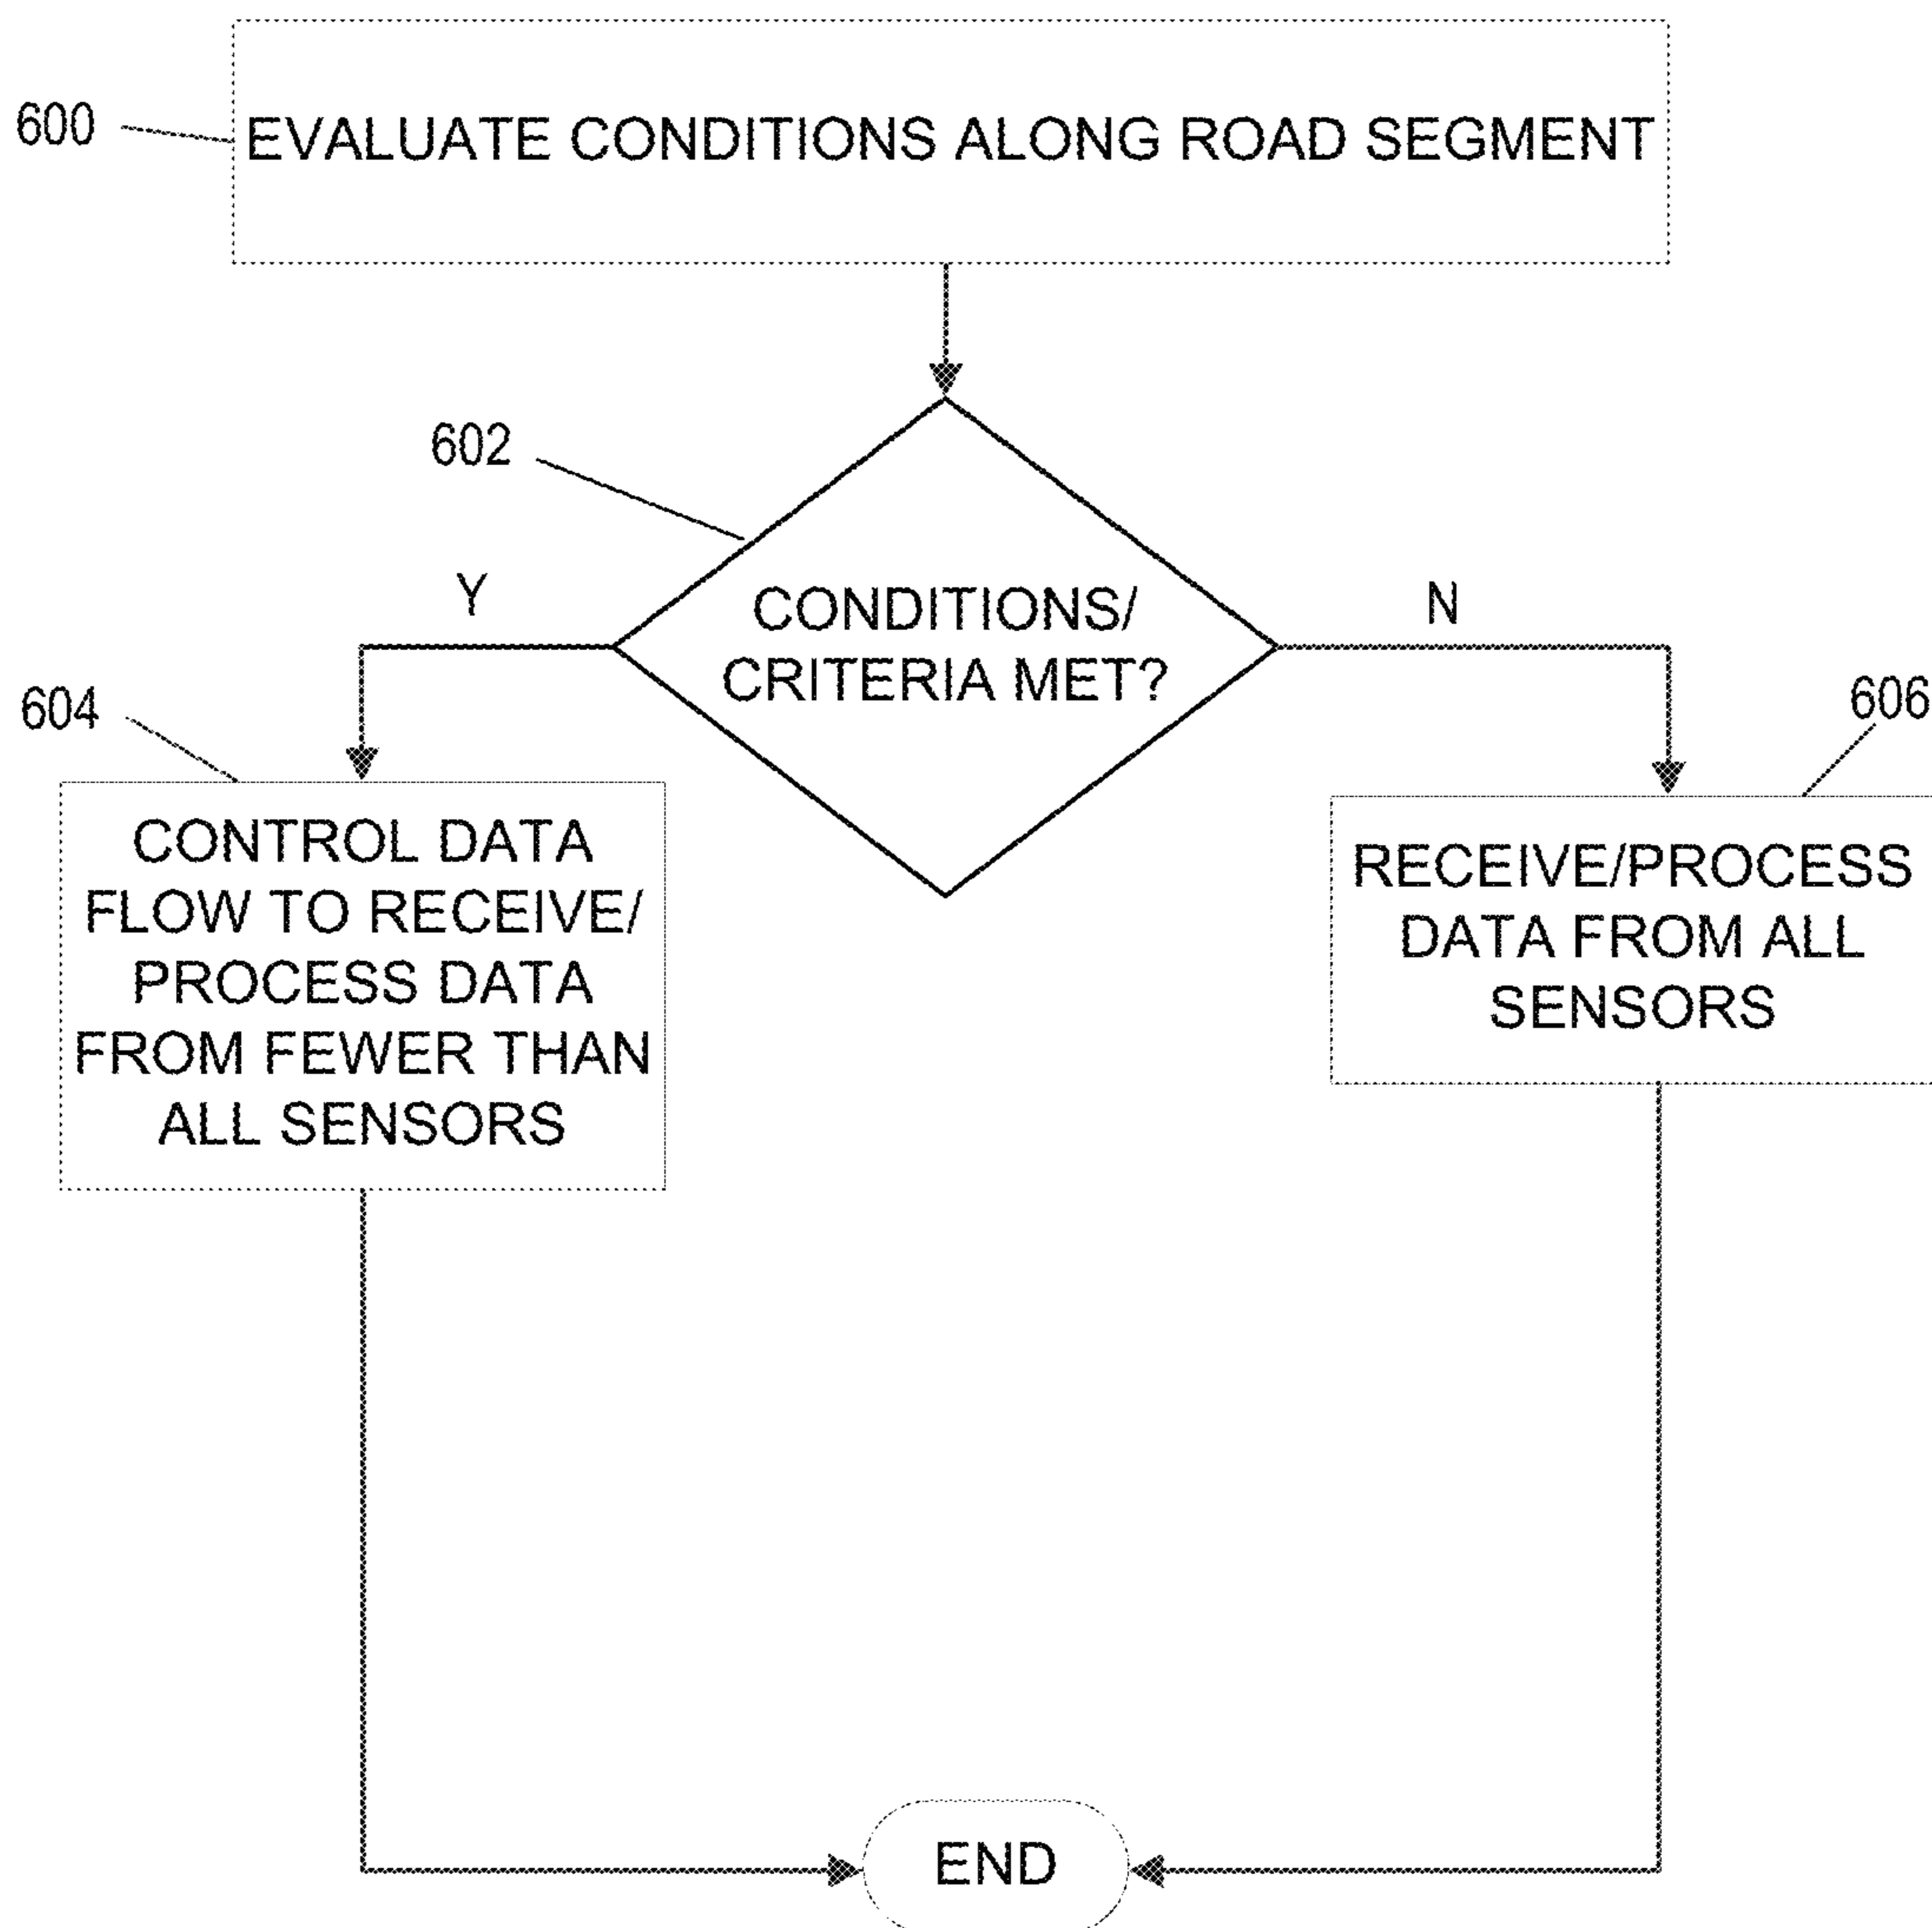 600
EVALUATE CONDITIONS ALONG ROAD SEGMENT
602
Y
CONDITIONS/
CRITERIA MET?
N
604
606
CONTROL DATA
FLOW TO RECEIVE/
PROCESS DATA
FROM FEWER THAN
ALL SENSORS
RECEIVE/PROCESS
DATA FROM ALL
SENSORS
END